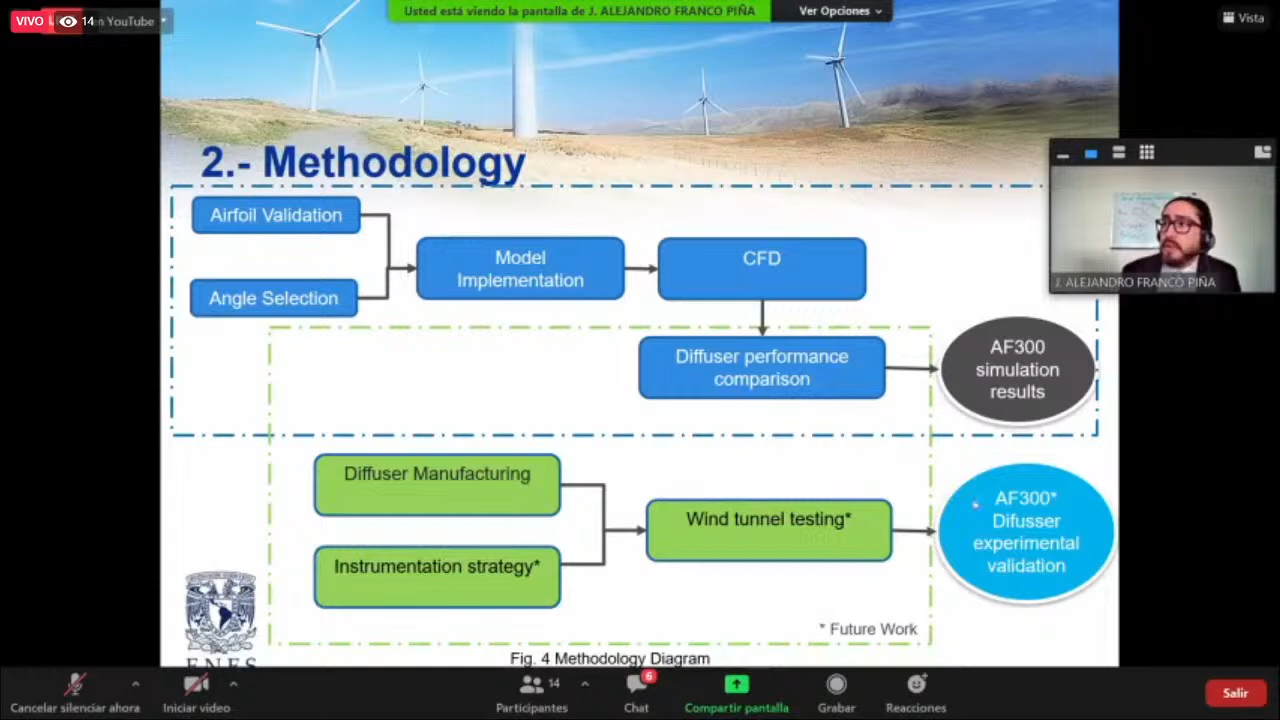 VIVO
14
en YouTube
Usted está viendo la pantalla de J. ALEJANDRO FRANCO PIÑA
Ver Opciones
Vista
2.- Methodology
Airfoil Validation
Angle Selection
Model
Implementation
CFD
Diffuser performance
comparison
AF300
simulation
results
J. ALEJANDRO FRANCO PIÑA
Diffuser Manufacturing
Instrumentation strategy*
Wind tunnel testing*
AF300*
Difusser
experimental
validation
* Future Work
ENES
Fig. 4 Methodology Diagram
Cancelar silenciar ahora
Iniciar video
Participantes
14
Chat
6
Compartir pantalla
Grabar
Reacciones
Salir